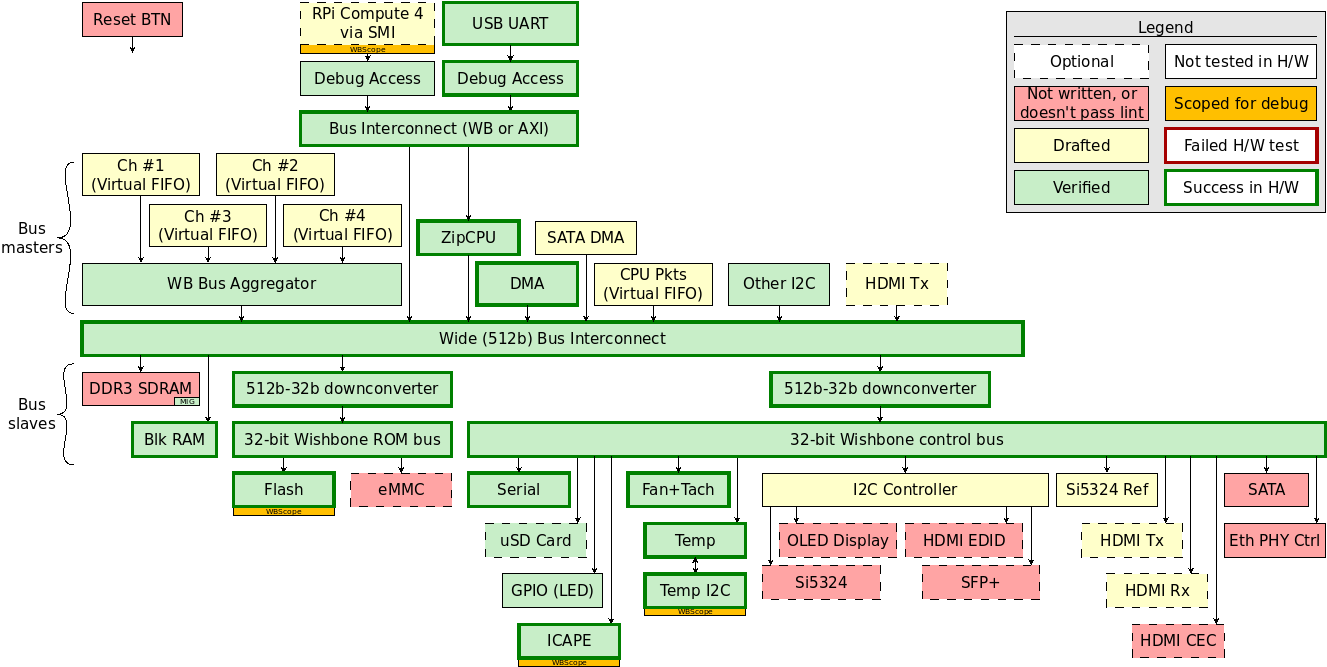 Reset BTN
RPi Compute 4
via SMI
WBScope
USB UART
Debug Access
Debug Access
Bus Interconnect (WB or AXI)
Legend
Optional
Not tested in H/W
Not written, or
doesn't pass lint
Scoped for debug
Drafted
Failed H/W test
Verified
Success in H/W
Bus
masters
Ch #1
(Virtual FIFO)
Ch #2
(Virtual FIFO)
Ch #3
(Virtual FIFO)
Ch #4
(Virtual FIFO)
ZipCPU
SATA DMA
WB Bus Aggregator
DMA
CPU Pkts
(Virtual FIFO)
Other I2C
HDMI Tx
Wide (512b) Bus Interconnect
Bus
slaves
DDR3 SDRAM
MIG
512b-32b downconverter
512b-32b downconverter
Blk RAM
32-bit Wishbone ROM bus
32-bit Wishbone control bus
Flash
WBScope
eMMC
Serial
Fan+Tach
I2C Controller
Si5324 Ref
SATA
uSD Card
Temp
OLED Display
HDMI EDID
HDMI Tx
Eth PHY Ctrl
GPIO (LED)
Temp I2C
WBScope
Si5324
SFP+
HDMI Rx
ICAPE
WBScope
HDMI CEC